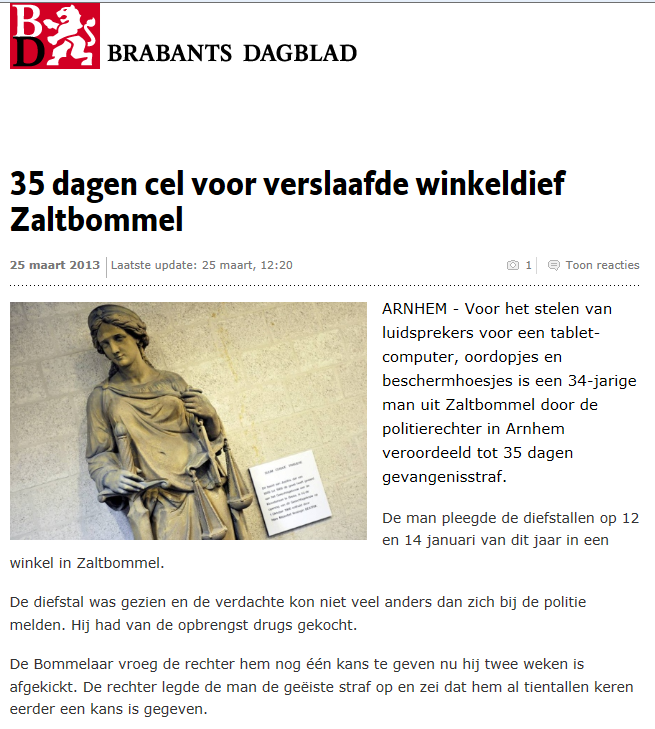 BD
BRABANTS DAGBLAD
35 dagen cel voor verslaafde winkeldief
Zaltbommel
25 maart 2013 Laatste update: 25 maart, 12:20 1 Toon reacties
ARNHEM - Voor het stelen van
luidsprekers voor een tablet-
computer, oordopjes en
beschermhoesjes is een 34-jarige
man uit Zaltbommel door de
politierechter in Arnhem
veroordeeld tot 35 dagen
gevangenisstraf.
De man pleegde de diefstallen op 12
en 14 januari van dit jaar in een
winkel in Zaltbommel.
De diefstal was gezien en de verdachte kon niet veel anders dan zich bij de politie
melden. Hij had van de opbrengst drugs gekocht.
De Bommelaar vroeg de rechter hem nog één kans te geven nu hij twee weken is
afgekickt. De rechter legde de man de geëiste straf op en zei dat hem al tientallen keren
eerder een kans is gegeven.